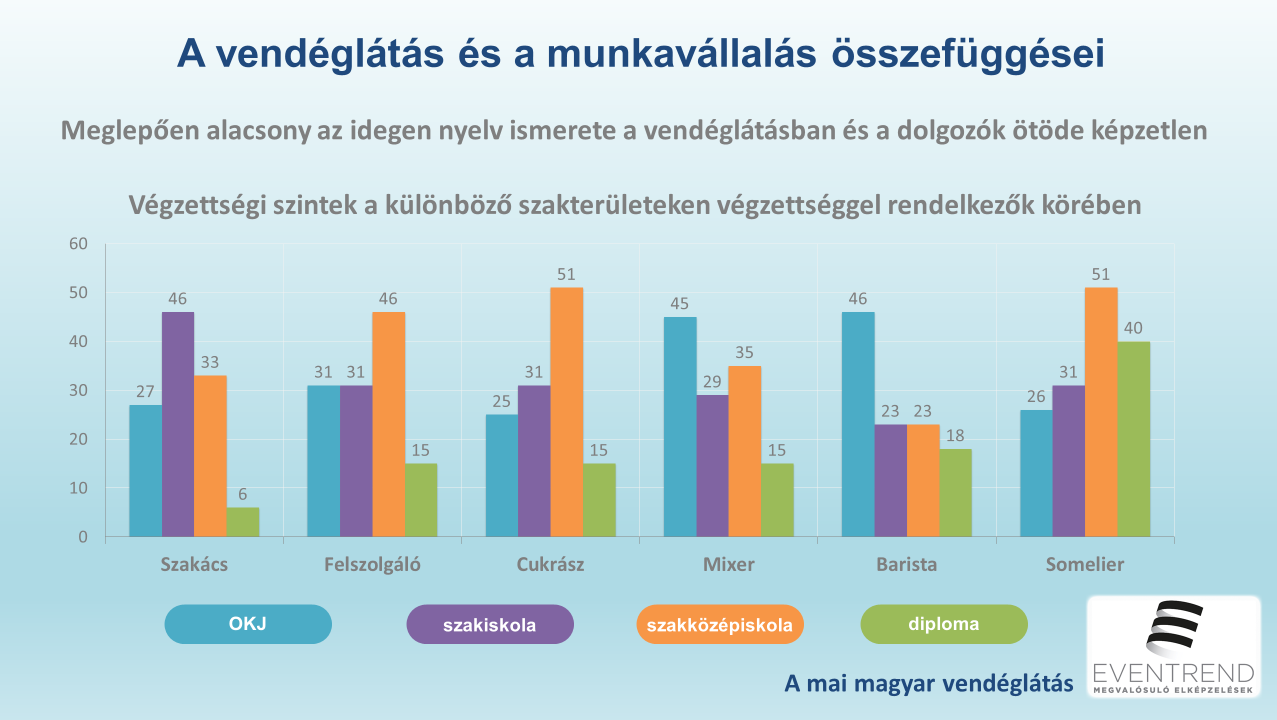 A vendéglátás és a munkavállalás összefüggései
Meglepően alacsony az idegen nyelv ismerete a vendéglátásban és a dolgozók ötöde képzetlen
Végzettségi szintek a különböző szakterületeken végzettséggel rendelkezők körében
60
50
40
30
20
10
0
27 46 33 6
31 31 46 15
25 31 51 15
45 29 35 15
46 23 23 18
26 31 51 40
Szakács Felszolgáló Cukrász Mixer Barista Somelier
OKJ szakiskola szakközépiskola diploma
A mai magyar vendéglátás
EVENTREND
MEGVALÓSULÓ ELKÉPZELÉSEK